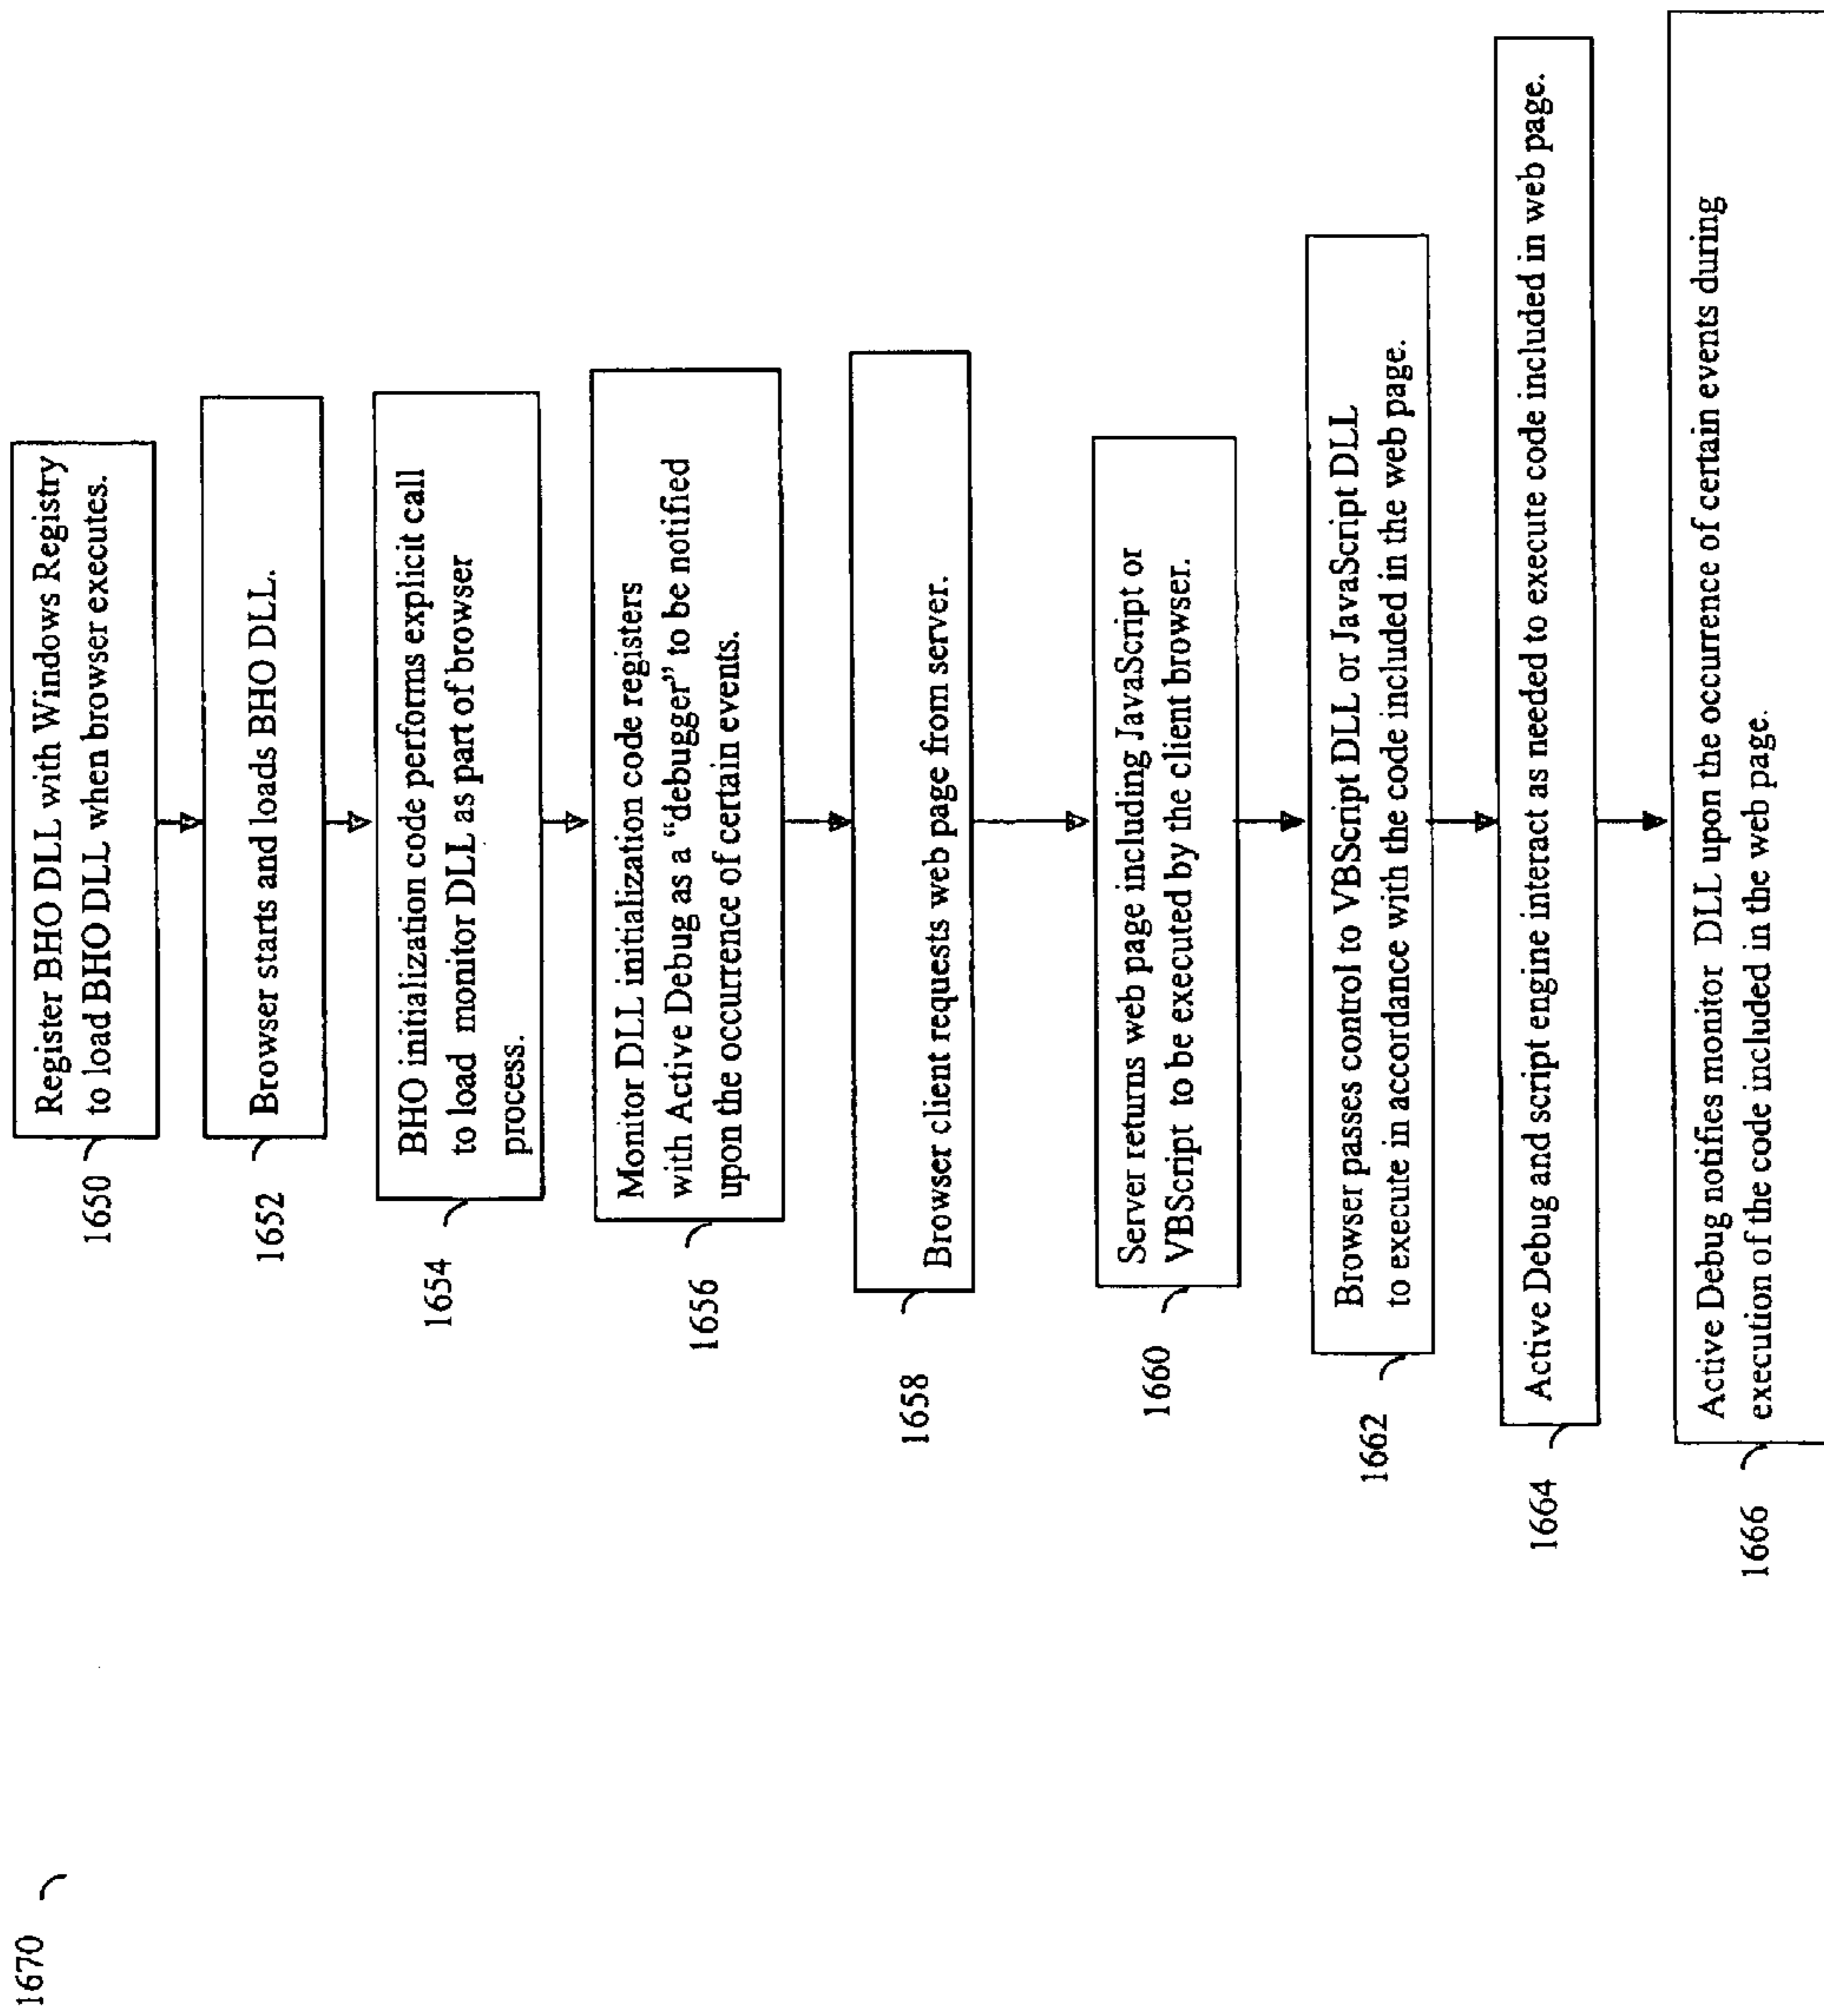 1670
1650
Register BHO DLL with Windows Registry
to load BHO DLL when browser executes.
1652
Browser starts and loads BHO DLL.
1654
BHO initialization code performs explicit call
to load monitor DLL as part of browser
process.
1656
Monitor DLL initialization code registers
with Active Debug as a “debugger” to be notified
upon the occurrence of certain events.
1658
Browser client requests web page from server.
1660
Server returns web page including JavaScript or
VBScript to be executed by the client browser.
1662
Browser passes control to VBScript DLL or JavaScript DLL
to execute in accordance with the code included in the web page.
1664
Active Debug and script engine interact as needed to execute code included in web page.
1666
Active Debug notifies monitor DLL upon the occurrence of certain events during
execution of the code included in the web page.